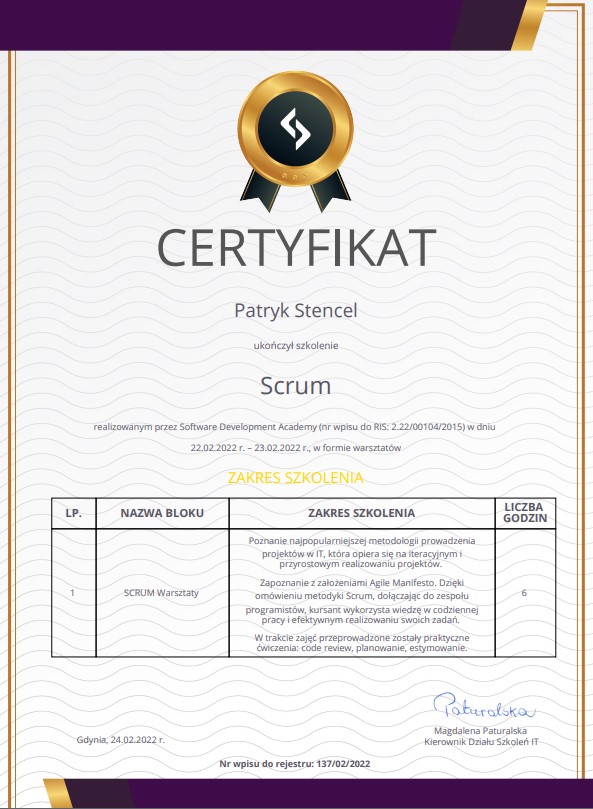 CERTYFIKAT
Patryk Stencel
ukończył szkolenie
Scrum
realizowanym przez Software Development Academy (nr wpisu do RIS: 2.22/00104/2015) w dniu
22.02.2022 r. – 23.02.2022 r., w formie warsztatów
ZAKRES SZKOLENIA
LP.
NAZWA BLOKU
ZAKRES SZKOLENIA
LICZBA
GODZIN
1
SCRUM Warsztaty
Poznanie najpopularniejszej metodologii prowadzenia
projektów w IT, która opiera się na iteracyjnym i
przyrostowym realizowaniu projektów.
Zapoznanie z założeniami Agile Manifesto. Dzięki
omówieniu metodyki Scrum, dołączając do zespołu
programistów, kursant wykorzysta wiedzę w codziennej
pracy i efektywnym realizowaniu swoich zadań.
W trakcie zajęć przeprowadzone zostały praktyczne
ćwiczenia: code review, planowanie, estymowanie.
6
Paturalska
Magdalena Paturalska
Kierownik Działu Szkoleń IT
Gdynia, 24.02.2022 r.
Nr wpisu do rejestru: 137/02/2022